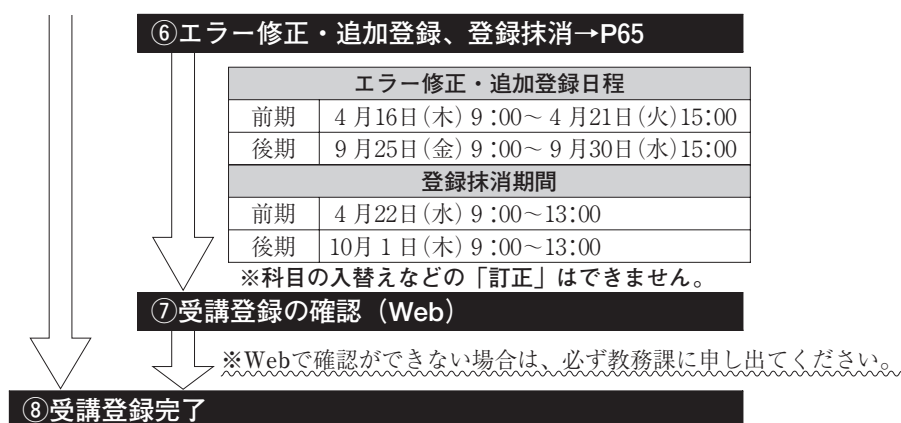 ⑥エラー修正・追加登録、登録抹消→P65
エラー修正・追加登録日程
前期 4月16日(木) 9:00～4月21日(火)15:00
後期 9月25日(金) 9:00～9月30日(水)15:00
登録抹消期間
前期 4月22日(水) 9:00～13:00
後期 10月1日(木) 9:00～13:00
※科目の入替えなどの「訂正」はできません。
⑦受講登録の確認（Web）
※Webで確認ができない場合は、必ず教務課に申し出てください。
⑧受講登録完了